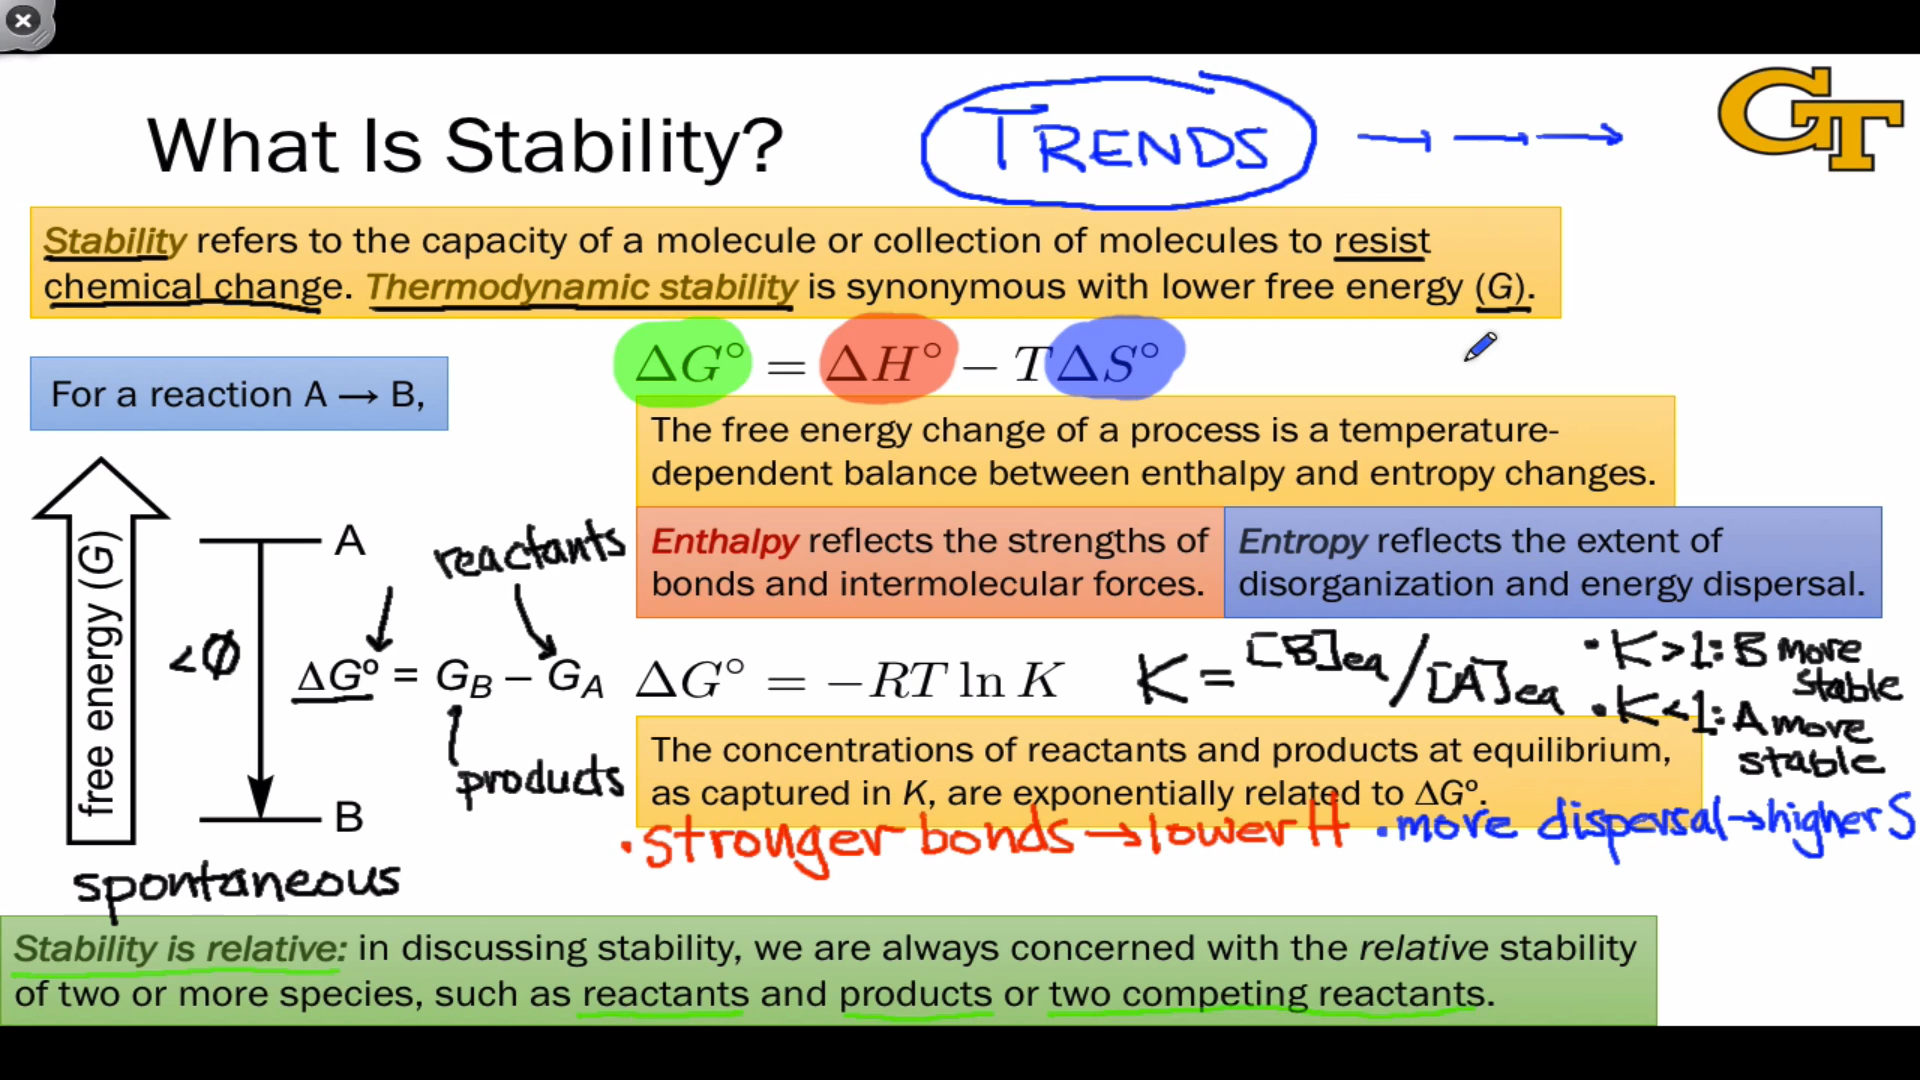 What Is Stability?
TRENDS
GT
Stability refers to the capacity of a molecule or collection of molecules to resist
chemical change. Thermodynamic stability is synonymous with lower free energy (G).
ΔG° = ΔH° − TΔS°
For a reaction A → B,
The free energy change of a process is a temperature-
dependent balance between enthalpy and entropy changes.
Enthalpy reflects the strengths of
bonds and intermolecular forces.
Entropy reflects the extent of
disorganization and energy dispersal.
free energy (G)
A
reactants
<0
ΔGº = G_B − G_A
products
B
spontaneous
ΔG° = −RT ln K
K = [B]eq/[A]eq
• K>1: B more
stable
• K<1: A more
stable
The concentrations of reactants and products at equilibrium,
as captured in K, are exponentially related to ΔGº.
• stronger bonds → lower H
• more dispersal → higher S
Stability is relative: in discussing stability, we are always concerned with the relative stability
of two or more species, such as reactants and products or two competing reactants.